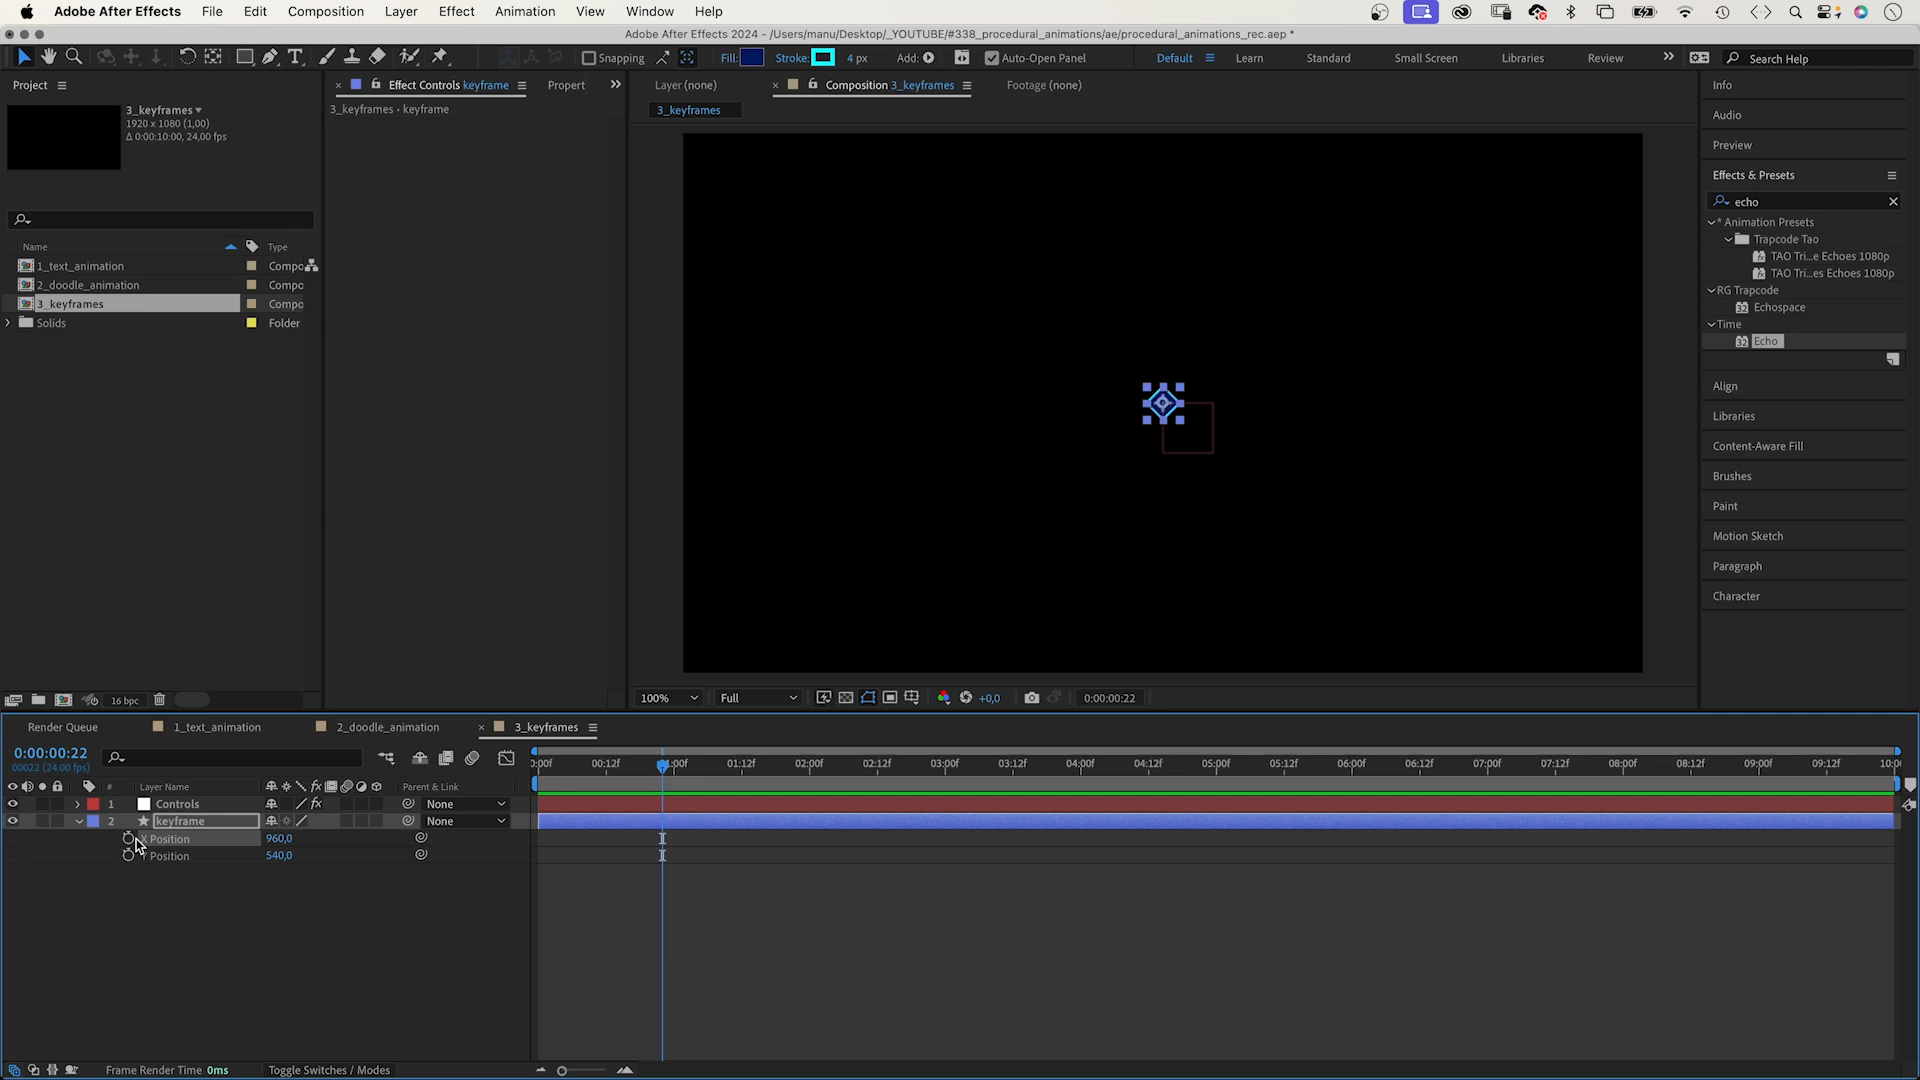 Adobe After Effects File Edit Composition Layer Effect Animation View Window Help
Adobe After Effects 2024 - /Users/manu/Desktop/_YOUTUBE/#338_procedural_animations/ae/procedural_animations_rec.aep *
Snapping Fill: Stroke: 4 px Add: Auto-Open Panel Default Learn Standard Small Screen Libraries Review Search Help
Project Effect Controls keyframe Propert Layer (none) Composition 3_keyframes Footage (none) Info
3_keyframes
1920 x 1080 (1,00)
Δ 0:00:10:00, 24,00 fps
3_keyframes • keyframe
3_keyframes
Audio
Preview
Effects & Presets
echo
* Animation Presets
Trapcode Tao
TAO Tri...e Echoes 1080p
TAO Tri...es Echoes 1080p
RG Trapcode
Echospace
Time
Echo
Align
Libraries
Content-Aware Fill
Brushes
Paint
Motion Sketch
Paragraph
Character
Name Type
1_text_animation Compo
2_doodle_animation Compo
3_keyframes Compo
Solids Folder
16 bpc
100% Full +0,0 0:00:00:22
Render Queue 1_text_animation 2_doodle_animation 3_keyframes
0:00:00:22
00022 (24.00 fps)
:00f 00:12f 01:00f 01:12f 02:00f 02:12f 03:00f 03:12f 04:00f 04:12f 05:00f 05:12f 06:00f 06:12f 07:00f 07:12f 08:00f 08:12f 09:00f 09:12f 10:0
# Layer Name fx Parent & Link
1 Controls fx None
2 keyframe None
X Position 960,0
Y Position 540,0
Frame Render Time 0ms Toggle Switches / Modes